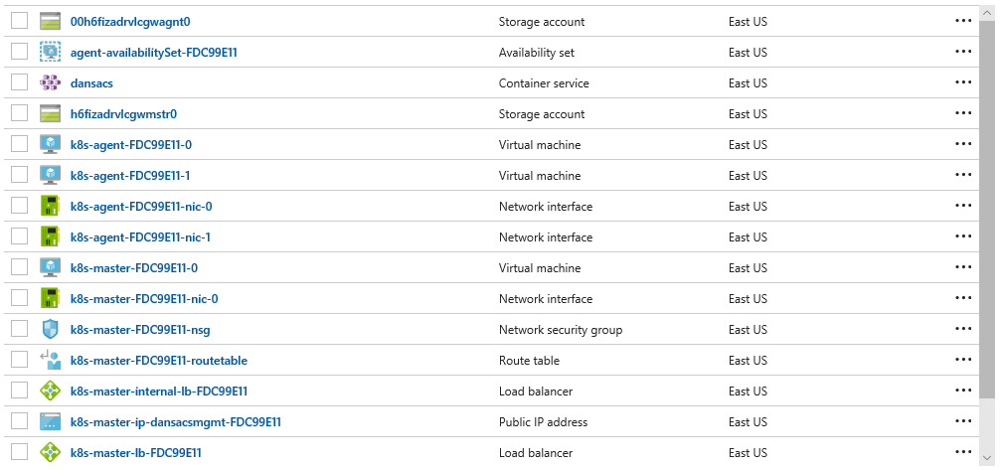 00h6fizadrvlcgwagnt0 Storage account East US
agent-availabilitySet-FDC99E11 Availability set East US
dansacs Container service East US
h6fizadrvlcgwmstr0 Storage account East US
k8s-agent-FDC99E11-0 Virtual machine East US
k8s-agent-FDC99E11-1 Virtual machine East US
k8s-agent-FDC99E11-nic-0 Network interface East US
k8s-agent-FDC99E11-nic-1 Network interface East US
k8s-master-FDC99E11-0 Virtual machine East US
k8s-master-FDC99E11-nic-0 Network interface East US
k8s-master-FDC99E11-nsg Network security group East US
k8s-master-FDC99E11-routetable Route table East US
k8s-master-internal-lb-FDC99E11 Load balancer East US
k8s-master-ip-dansacsmgmt-FDC99E11 Public IP address East US
k8s-master-lb-FDC99E11 Load balancer East US